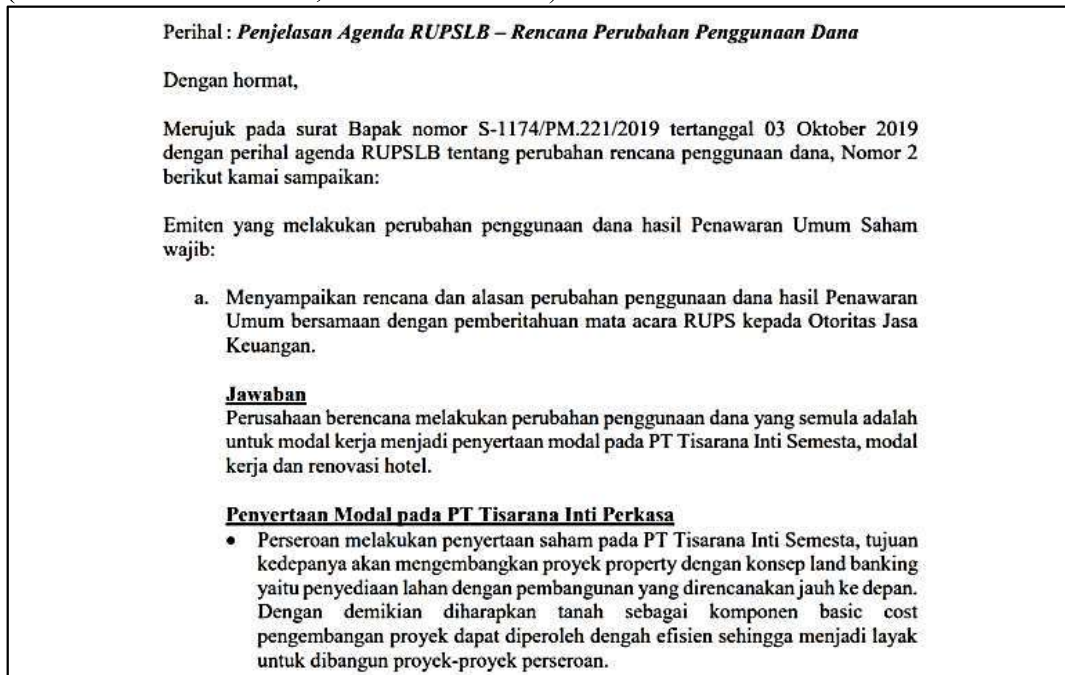 Perihal : Penjelasan Agenda RUPSLB – Rencana Perubahan Penggunaan Dana
Dengan hormat,
Merujuk pada surat Bapak nomor S-1174/PM.221/2019 tertanggal 03 Oktober 2019
dengan perihal agenda RUPSLB tentang perubahan rencana penggunaan dana, Nomor 2
berikut kamai sampaikan:
Emiten yang melakukan perubahan penggunaan dana hasil Penawaran Umum Saham
wajib:
a. Menyampaikan rencana dan alasan perubahan penggunaan dana hasil Penawaran
Umum bersamaan dengan pemberitahuan mata acara RUPS kepada Otoritas Jasa
Keuangan.
Jawaban
Perusahaan berencana melakukan perubahan penggunaan dana yang semula adalah
untuk modal kerja menjadi penyertaan modal pada PT Tisarana Inti Semesta, modal
kerja dan renovasi hotel.
Penyertaan Modal pada PT Tisarana Inti Perkasa
• Perseroan melakukan penyertaan saham pada PT Tisarana Inti Semesta, tujuan
kedepanya akan mengembangkan proyek property dengan konsep land banking
yaitu penyediaan lahan dengan pembangunan yang direncanakan jauh ke depan.
Dengan demikian diharapkan tanah sebagai komponen basic cost
pengembangan proyek dapat diperoleh dengah efisien sehingga menjadi layak
untuk dibangun proyek-proyek perseroan.